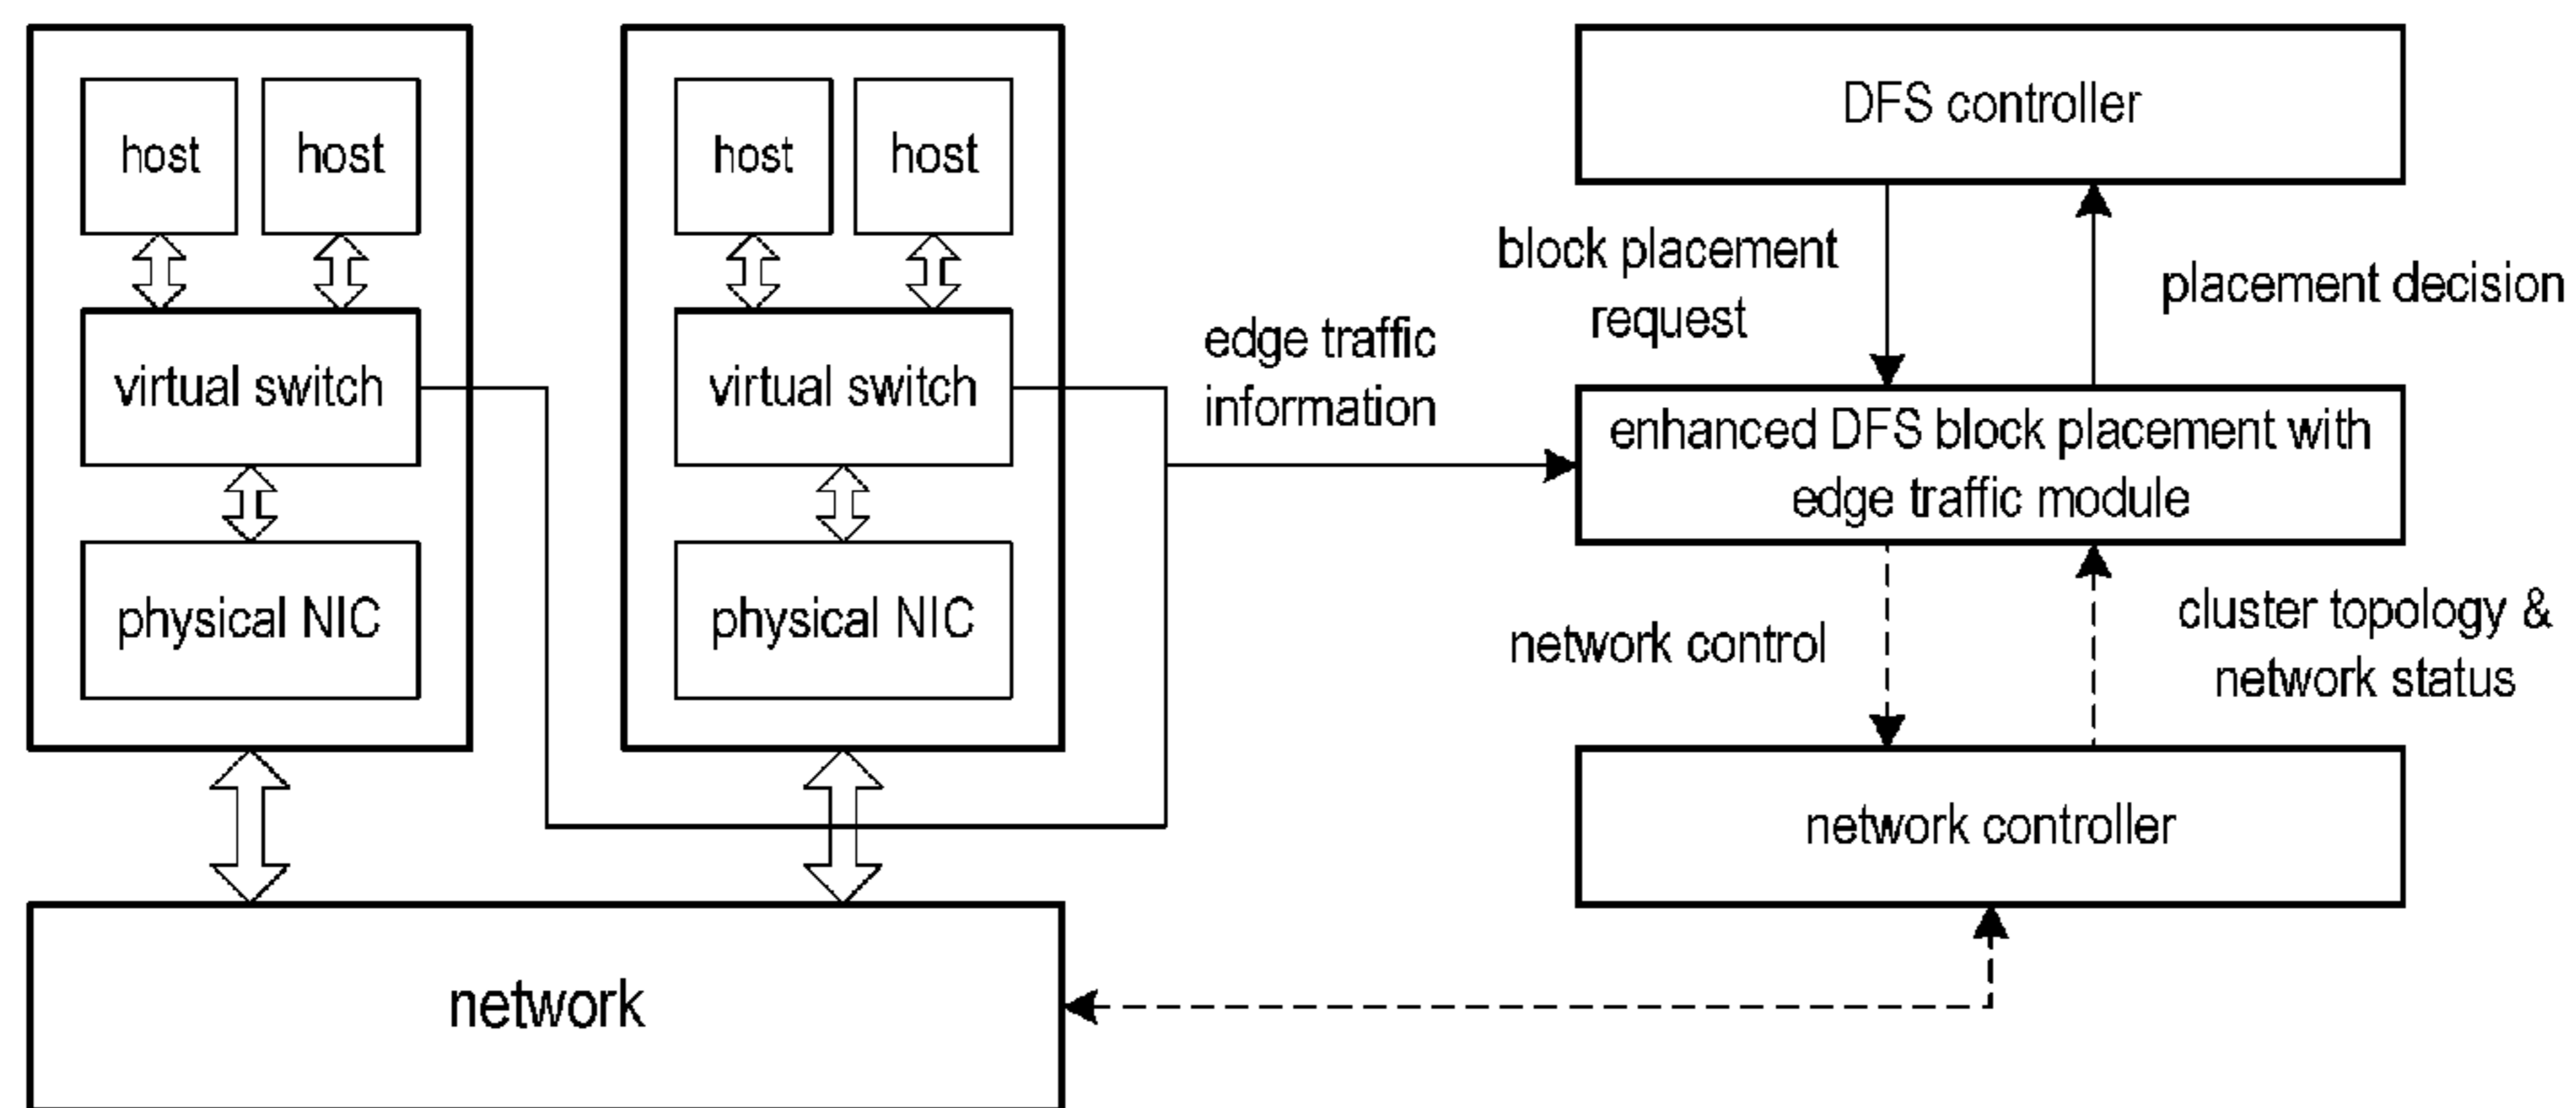 host
host
virtual switch
physical NIC
host
host
virtual switch
physical NIC
network
edge traffic
information
DFS controller
block placement
request
placement decision
enhanced DFS block placement with
edge traffic module
network control
cluster topology &
network status
network controller